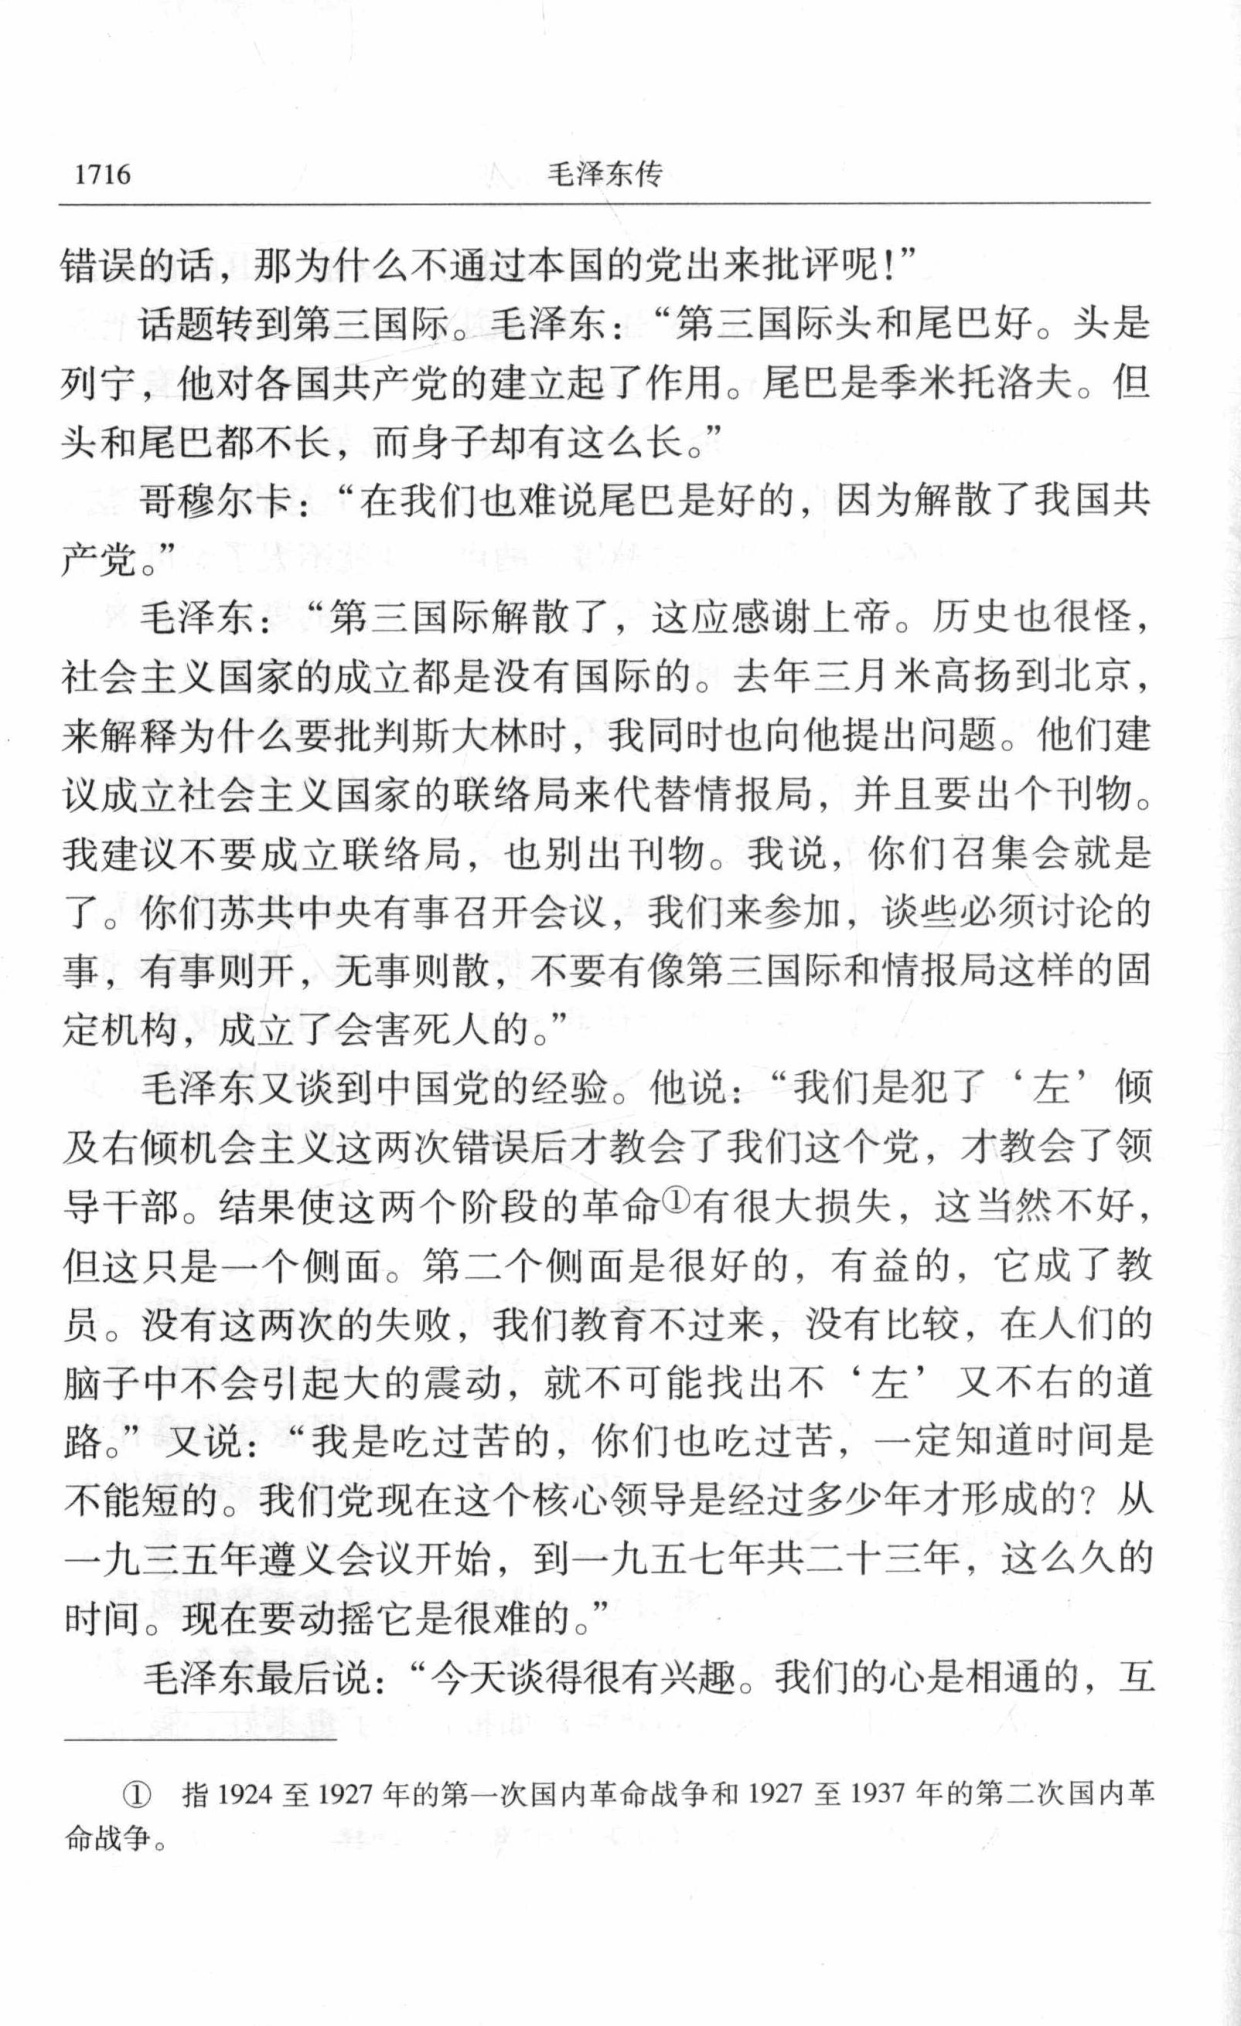 1716
毛泽东传
错误的话，那为什么不通过本国的党出来批评呢！”
话题转到第三国际。毛泽东：“第三国际头和尾巴好。头是
列宁，他对各国共产党的建立起了作用。尾巴是季米托洛夫。但
头和尾巴都不长，而身子却有这么长。”
哥穆尔卡：“在我们也难说尾巴是好的，因为解散了我国共
产党。”
毛泽东：“第三国际解散了，这应感谢上帝。历史也很怪，
社会主义国家的成立都是没有国际的。去年三月米高扬到北京，
来解释为什么要批判斯大林时，我同时也向他提出问题。他们建
议成立社会主义国家的联络局来代替情报局，并且要出个刊物。
我建议不要成立联络局，也别出刊物。我说，你们召集会就是
了。你们苏共中央有事召开会议，我们来参加，谈些必须讨论的
事，有事则开，无事则散，不要有像第三国际和情报局这样的固
定机构，成立了会害死人的。”
毛泽东又谈到中国党的经验。他说：“我们是犯了‘左’倾
及右倾机会主义这两次错误后才教会了我们这个党，才教会了领
导干部。结果使这两个阶段的革命①有很大损失，这当然不好，
但这只是一个侧面。第二个侧面是很好的，有益的，它成了教
员。没有这两次的失败，我们教育不过来，没有比较，在人们的
脑子中不会引起大的震动，就不可能找出不‘左’又不右的道
路。”又说：“我是吃过苦的，你们也吃过苦，一定知道时间是
不能短的。我们党现在这个核心领导是经过多少年才形成的？从
一九三五年遵义会议开始，到一九五七年共二十三年，这么久的
时间。现在要动摇它是很难的。”
毛泽东最后说：“今天谈得很有兴趣。我们的心是相通的，互
① 指 1924 至 1927 年的第一次国内革命战争和 1927 至 1937 年的第二次国内革
命战争。